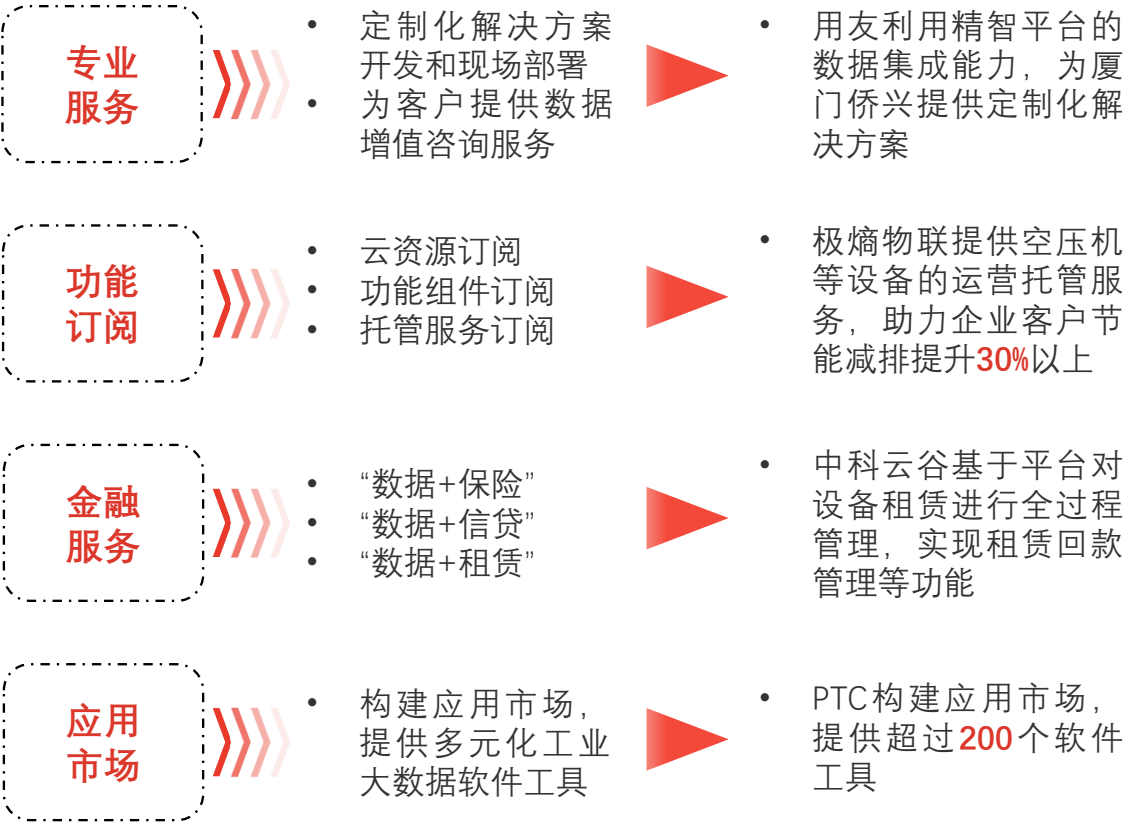 专业
服务
• 定制化解决方案
开发和现场部署
• 为客户提供数据
增值咨询服务
• 用友利用精智平台的
数据集成能力，为厦
门侨兴提供定制化解
决方案
功能
订阅
• 云资源订阅
• 功能组件订阅
• 托管服务订阅
• 极熵物联提供空压机
等设备的运营托管服
务，助力企业客户节
能减排提升30%以上
金融
服务
• “数据+保险”
• “数据+信贷”
• “数据+租赁”
• 中科云谷基于平台对
设备租赁进行全过程
管理，实现租赁回款
管理等功能
应用
市场
• 构建应用市场，
提供多元化工业
大数据软件工具
• PTC构建应用市场，
提供超过200个软件
工具